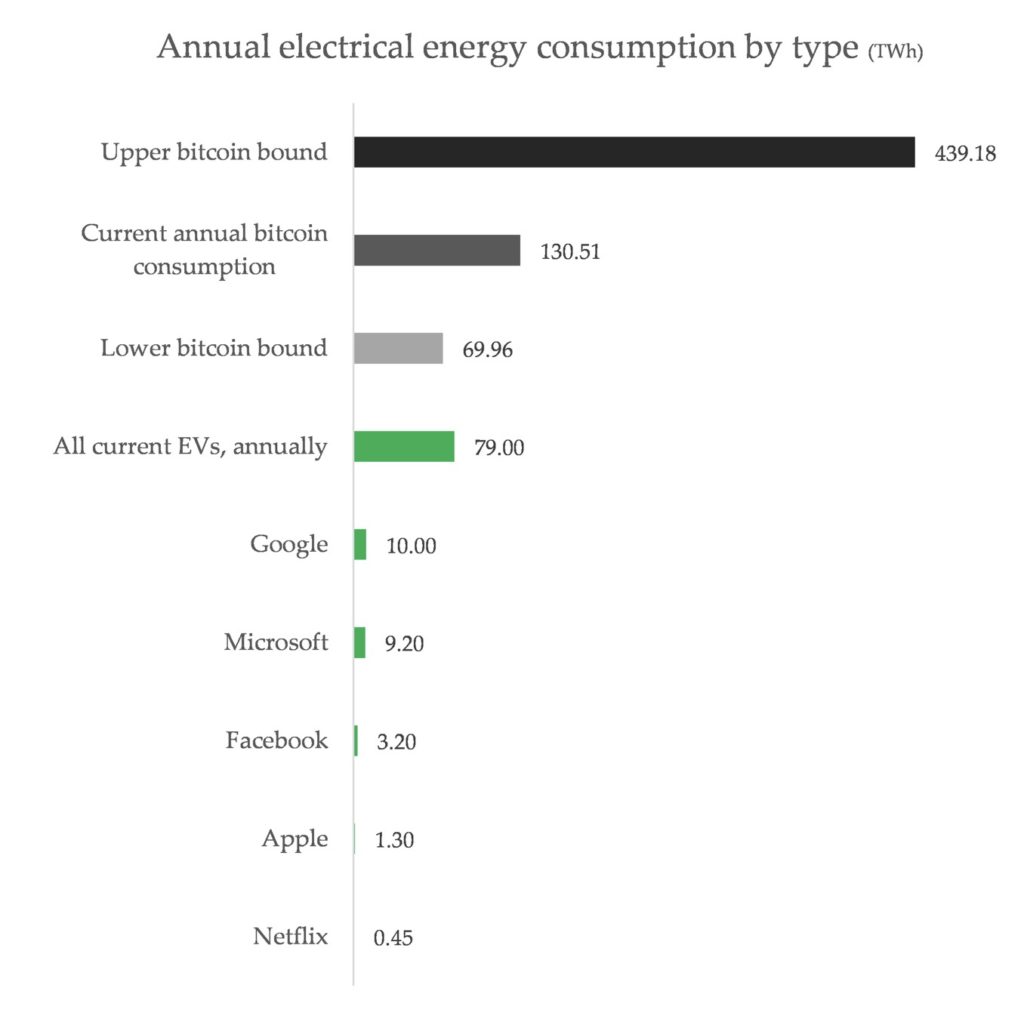 Annual electrical energy consumption by type (TWh)
Upper bitcoin bound 439.18
Current annual bitcoin
consumption 130.51
Lower bitcoin bound 69.96
All current EVs, annually 79.00
Google 10.00
Microsoft 9.20
Facebook 3.20
Apple 1.30
Netflix 0.45